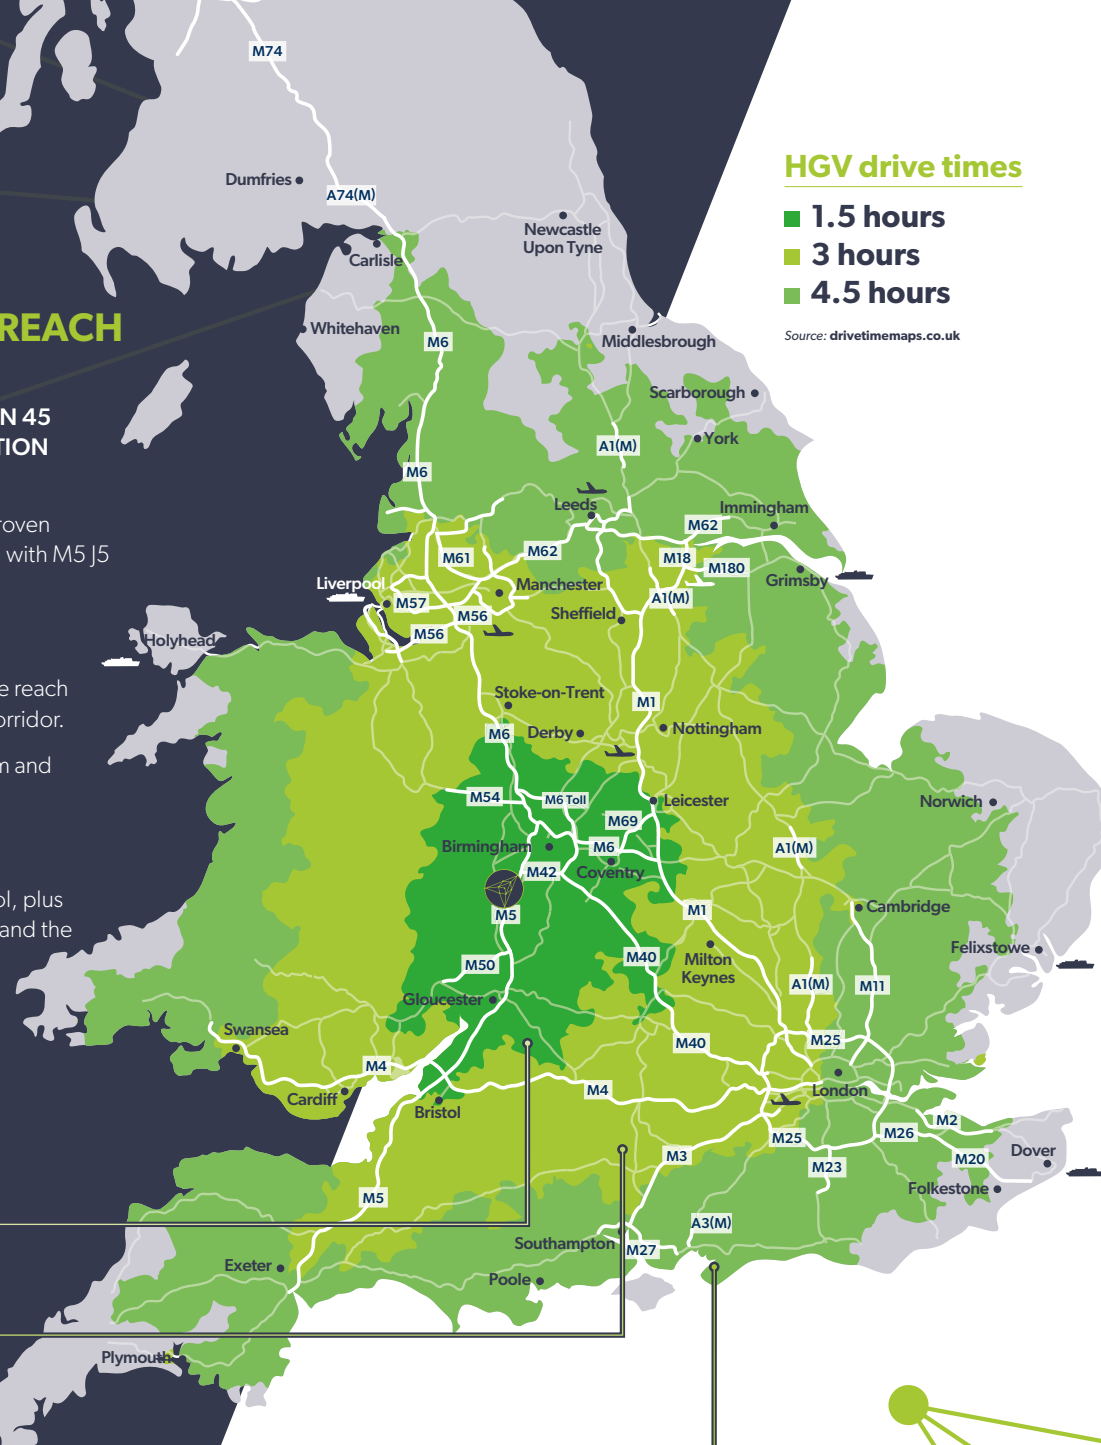 M74
Dumfries
A74(M)
Newcastle
Upon Tyne
Carlisle
Whitehaven
M6
Middlesbrough
Scarborough
York
A1(M)
M6
HGV drive times
1.5 hours
3 hours
4.5 hours
Source: drivetimemaps.co.uk
REACH
N 45
TION
roven
with M5 J5
e reach
orridor.
n and
ol, plus
and the
Leeds
Immingham
M62
M61
M62
M18
M180
Grimsby
Liverpool
Manchester
M57
A1(M)
M56
Sheffield
M56
Holyhead
Stoke-on-Trent
M1
M6
Derby
Nottingham
M54
M6 Toll
Leicester
Norwich
M69
Birmingham
M6
A1(M)
M42
Coventry
M5
M1
Cambridge
Felixstowe
M50
M40
Milton
Keynes
A1(M)
M11
Gloucester
Swansea
M40
M25
M4
Cardiff
M4
London
Bristol
M2
M25
M26
M3
M23
M20
Dover
Folkestone
M5
A3(M)
Southampton
M27
Exeter
Poole
Plymouth